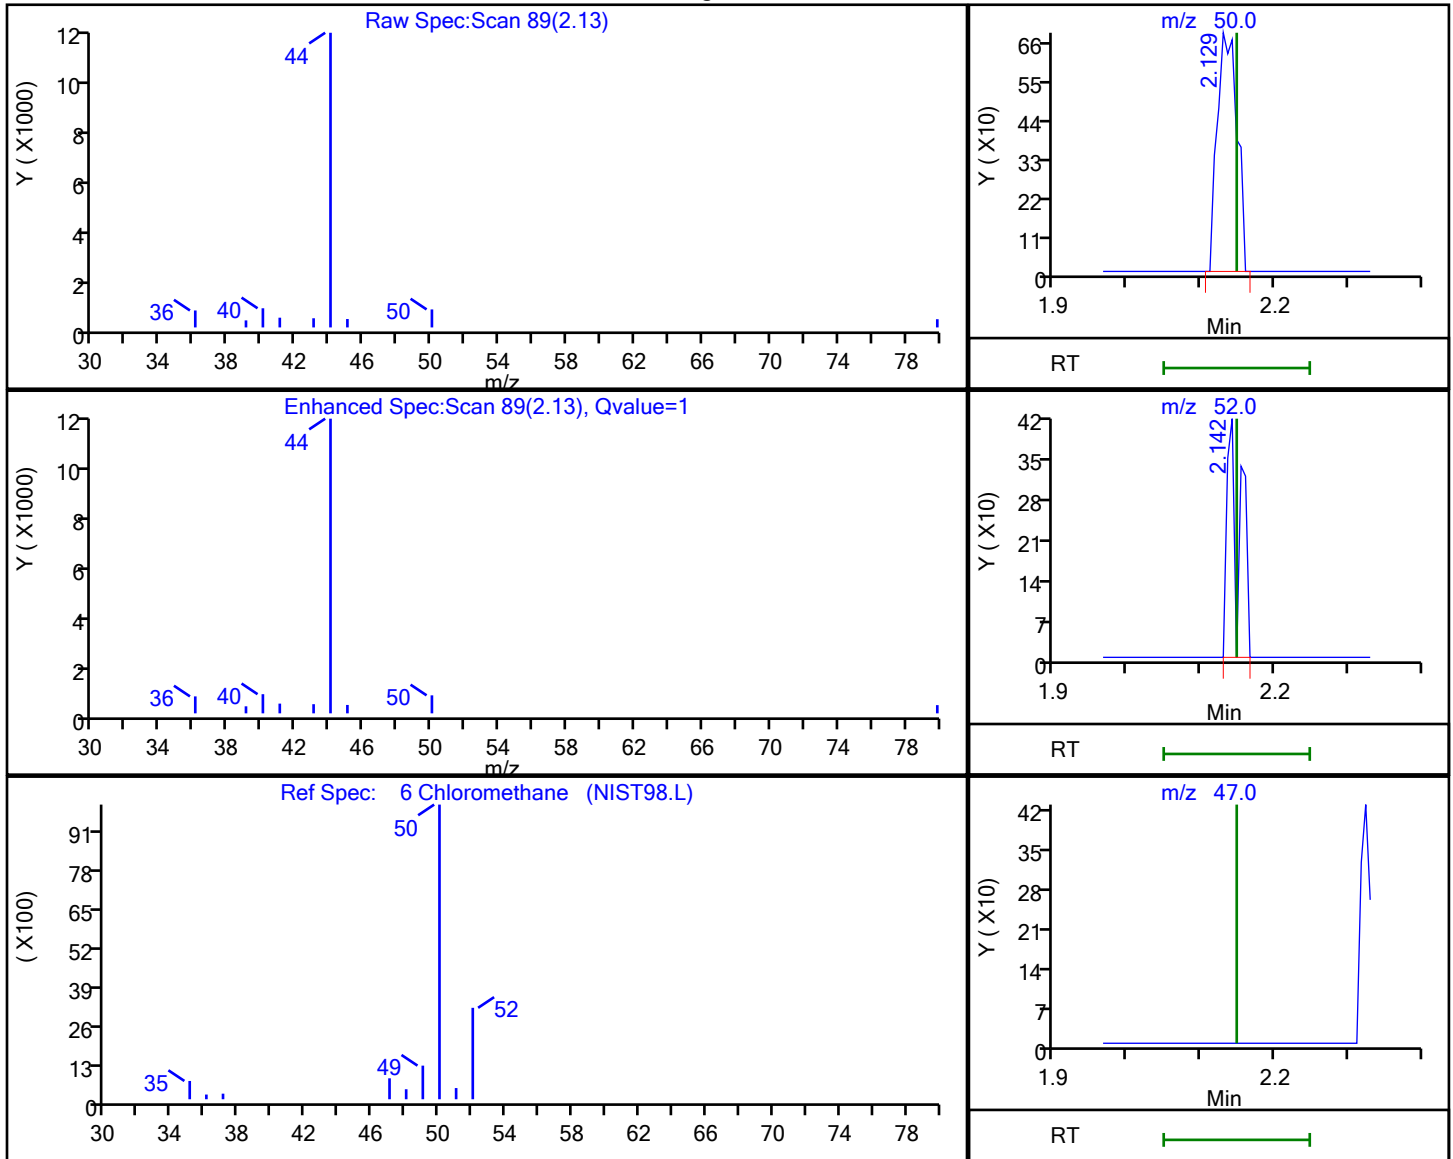 Raw Spec:Scan 89(2.13)
Y ( X1000)
12
10
8
6
4
2
0
44
36
40
50
30 34 38 42 46 50 54 58 62 66 70 74 78
m/z
m/z 50.0
Y ( X10)
66
55
44
33
22
11
0
2.129
1.9 2.2
Min
RT
Enhanced Spec:Scan 89(2.13), Qvalue=1
Y ( X1000)
12
10
8
6
4
2
0
44
36
40
50
30 34 38 42 46 50 54 58 62 66 70 74 78
m/z
m/z 52.0
Y ( X10)
42
35
28
21
14
7
0
2.142
1.9 2.2
Min
RT
Ref Spec: 6 Chloromethane (NIST98.L)
( X100)
91
78
65
52
39
26
13
0
50
52
49
35
30 34 38 42 46 50 54 58 62 66 70 74 78
m/z 47.0
Y ( X10)
42
35
28
21
14
7
0
1.9 2.2
Min
RT